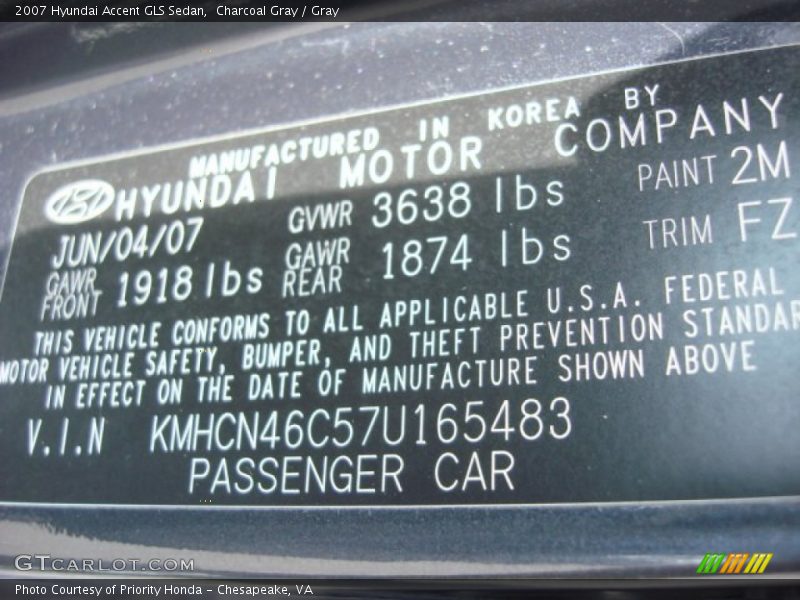 2007 Hyundai Accent GLS Sedan,  Charcoal Gray / Gray
MANUFACTURED IN KOREA BY
HYUNDAI MOTOR COMPANY
JUN/04/07 GVWR 3638 lbs PAINT 2M
GAWR FRONT 1918 lbs GAWR REAR 1874 lbs TRIM FZ
THIS VEHICLE CONFORMS TO ALL APPLICABLE U.S.A. FEDERAL
MOTOR VEHICLE SAFETY, BUMPER, AND THEFT PREVENTION STANDAR
IN EFFECT ON THE DATE OF MANUFACTURE SHOWN ABOVE
V.I.N KMHCN46C57U165483
PASSENGER CAR
GTCARLOT.COM
Photo Courtesy of Priority Honda – Chesapeake, VA